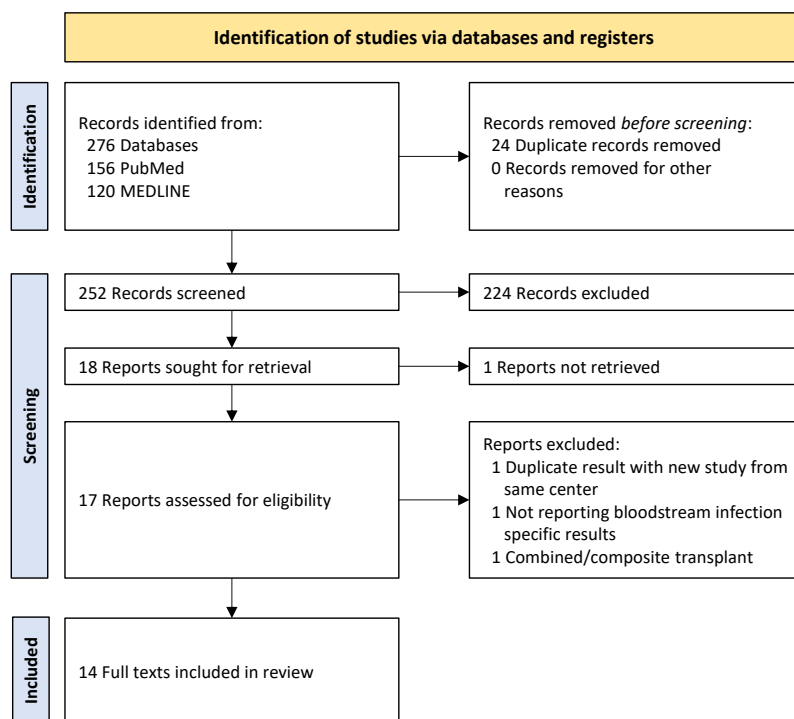 Identification of studies via databases and registers
Identification
Records identified from:
276 Databases
156 PubMed
120 MEDLINE
Records removed before screening:
24 Duplicate records removed
0 Records removed for other
reasons
Screening
252 Records screened
224 Records excluded
18 Reports sought for retrieval
1 Reports not retrieved
17 Reports assessed for eligibility
Reports excluded:
1 Duplicate result with new study from
same center
1 Not reporting bloodstream infection
specific results
1 Combined/composite transplant
Included
14 Full texts included in review